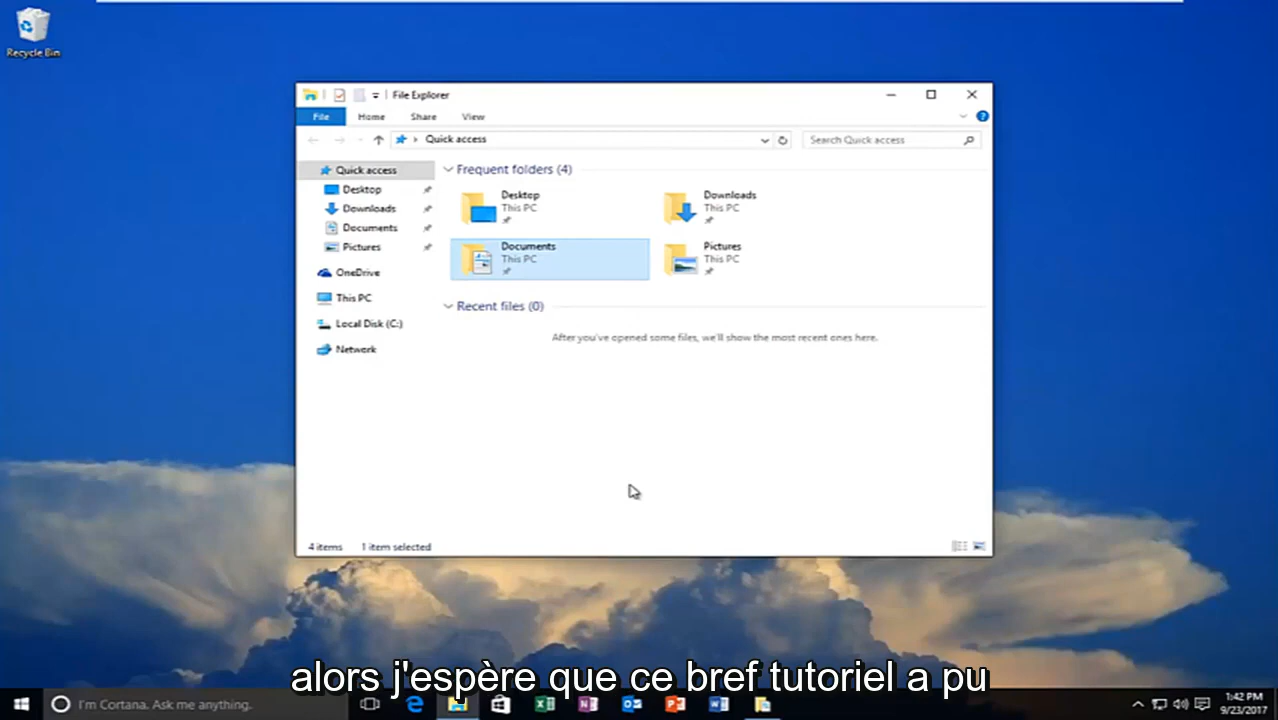 Recycle Bin
File Explorer
File Home Share View
Quick access
Search Quick access
Quick access
Desktop
Downloads
Documents
Pictures
OneDrive
This PC
Local Disk (C:)
Network
Frequent folders (4)
Desktop
This PC
Downloads
This PC
Documents
This PC
Pictures
This PC
Recent files (0)
After you've opened some files, we'll show the most recent ones here.
4 items 1 item selected
alors j'espère que ce bref tutoriel a pu
I'm Cortana. Ask me anything.
1:42 PM
9/23/2017